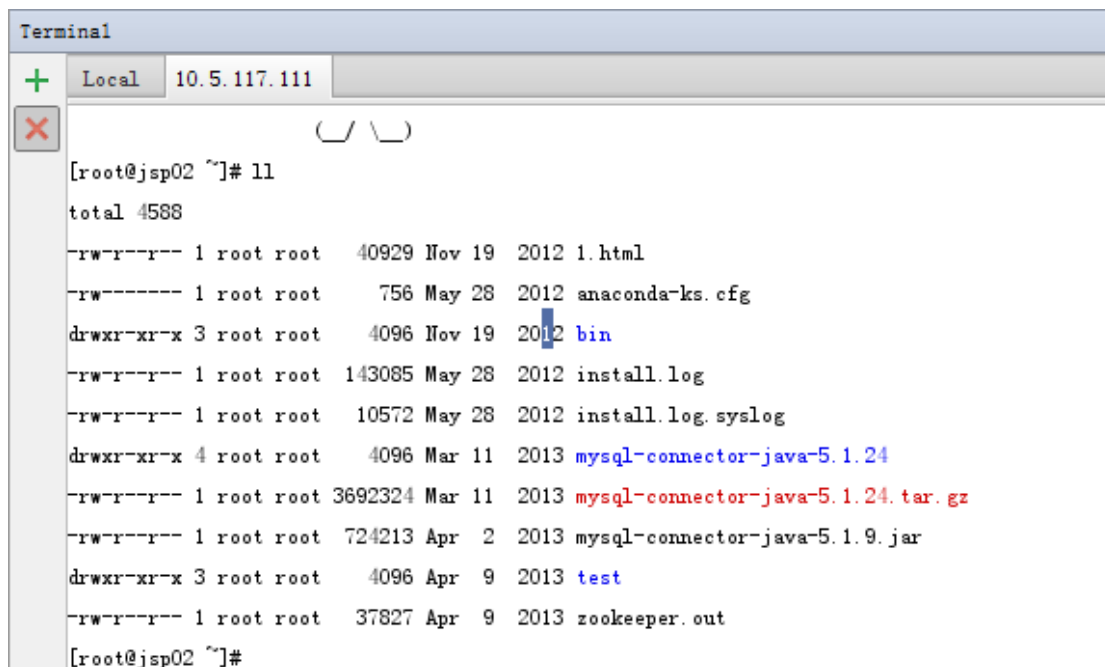 Terminal
Local 10.5.117.111
(__/ \__)
[root@jsp02 ~]# ll
total 4588
-rw-r--r-- 1 root root   40929 Nov 19  2012 1.html
-rw------- 1 root root     756 May 28  2012 anaconda-ks.cfg
drwxr-xr-x 3 root root    4096 Nov 19  2012 bin
-rw-r--r-- 1 root root  143085 May 28  2012 install.log
-rw-r--r-- 1 root root   10572 May 28  2012 install.log.syslog
drwxr-xr-x 4 root root    4096 Mar 11  2013 mysql-connector-java-5.1.24
-rw-r--r-- 1 root root 3692324 Mar 11  2013 mysql-connector-java-5.1.24.tar.gz
-rw-r--r-- 1 root root  724213 Apr  2  2013 mysql-connector-java-5.1.9.jar
drwxr-xr-x 3 root root    4096 Apr  9  2013 test
-rw-r--r-- 1 root root   37827 Apr  9  2013 zookeeper.out
[root@jsp02 ~]#